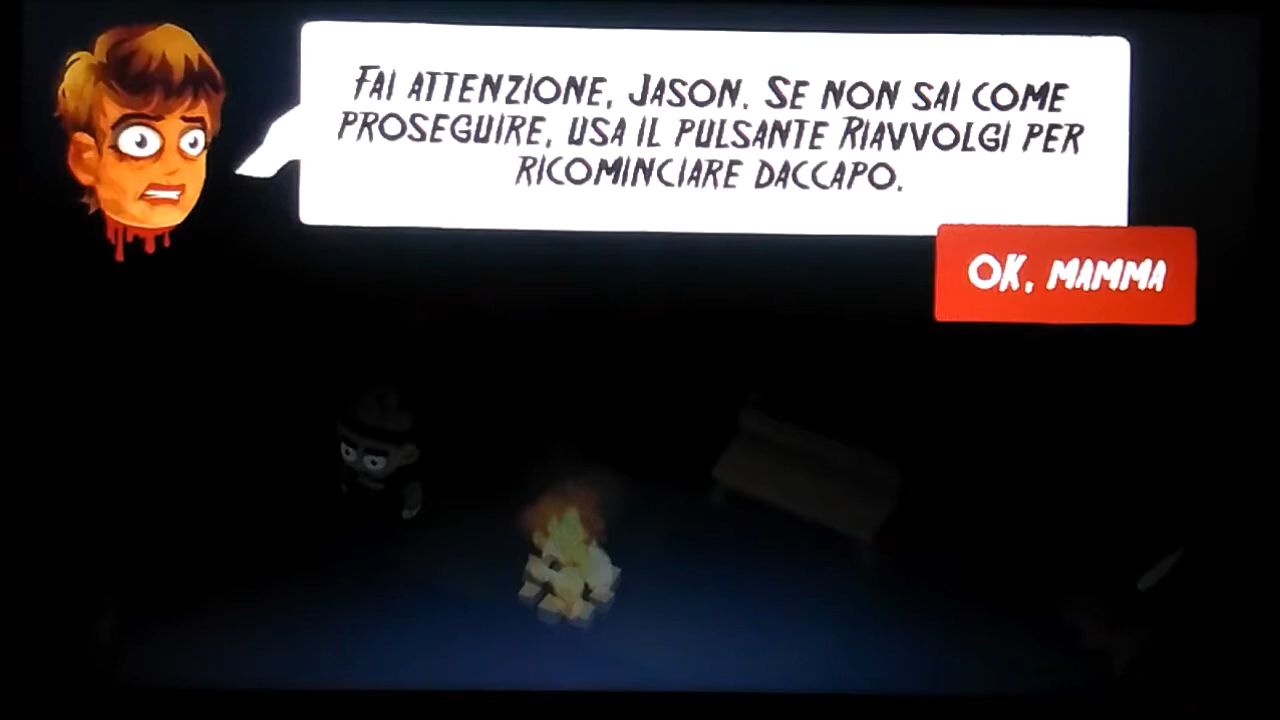 FAI ATTENZIONE, JASON. SE NON SAI COME
PROSEGUIRE, USA IL PULSANTE RIAVVOLGI PER
RICOMINCIARE DACCAPO.
OK, MAMMA